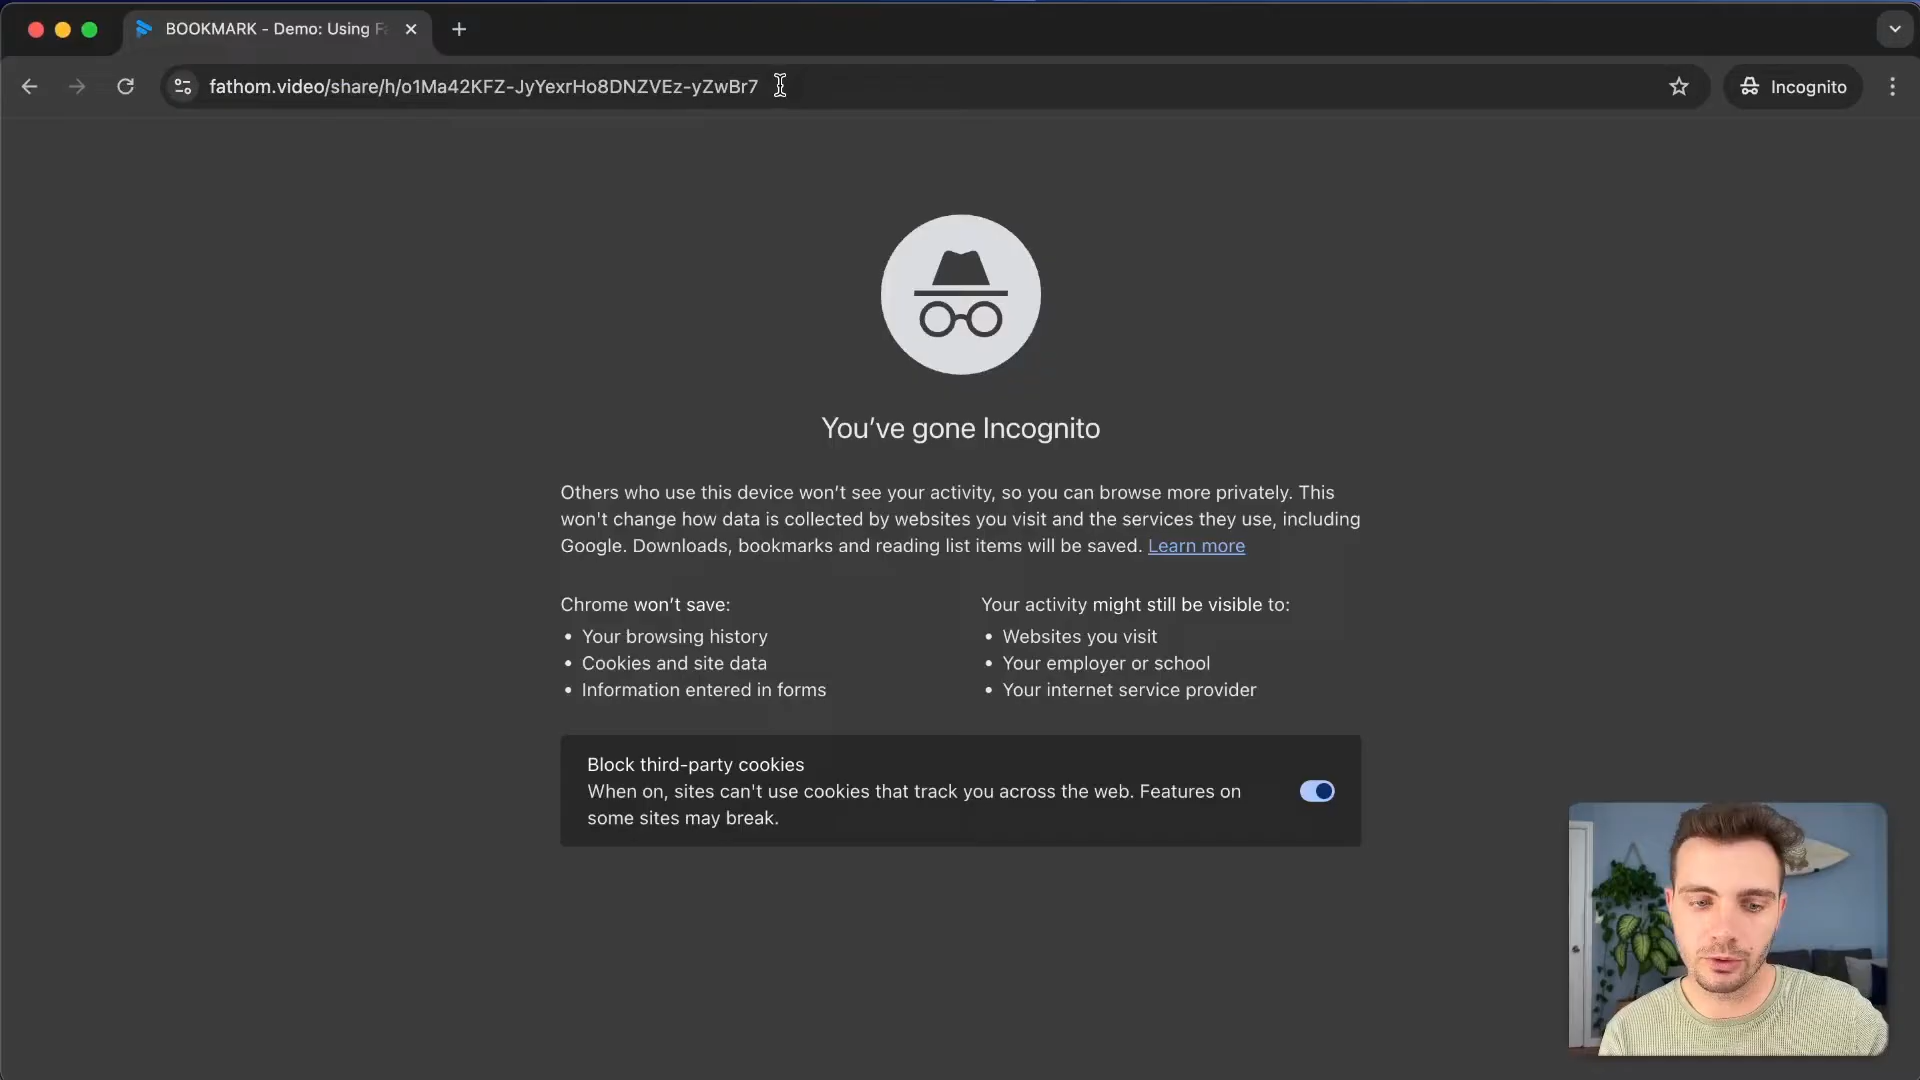 BOOKMARK - Demo: Using Fa
fathom.video/share/h/o1Ma42KFZ-JyYexrHo8DNZVEz-yZwBr7
Incognito
You've gone Incognito
Others who use this device won't see your activity, so you can browse more privately. This
won't change how data is collected by websites you visit and the services they use, including
Google. Downloads, bookmarks and reading list items will be saved. Learn more
Chrome won't save:
• Your browsing history
• Cookies and site data
• Information entered in forms
Your activity might still be visible to:
• Websites you visit
• Your employer or school
• Your internet service provider
Block third-party cookies
When on, sites can't use cookies that track you across the web. Features on
some sites may break.